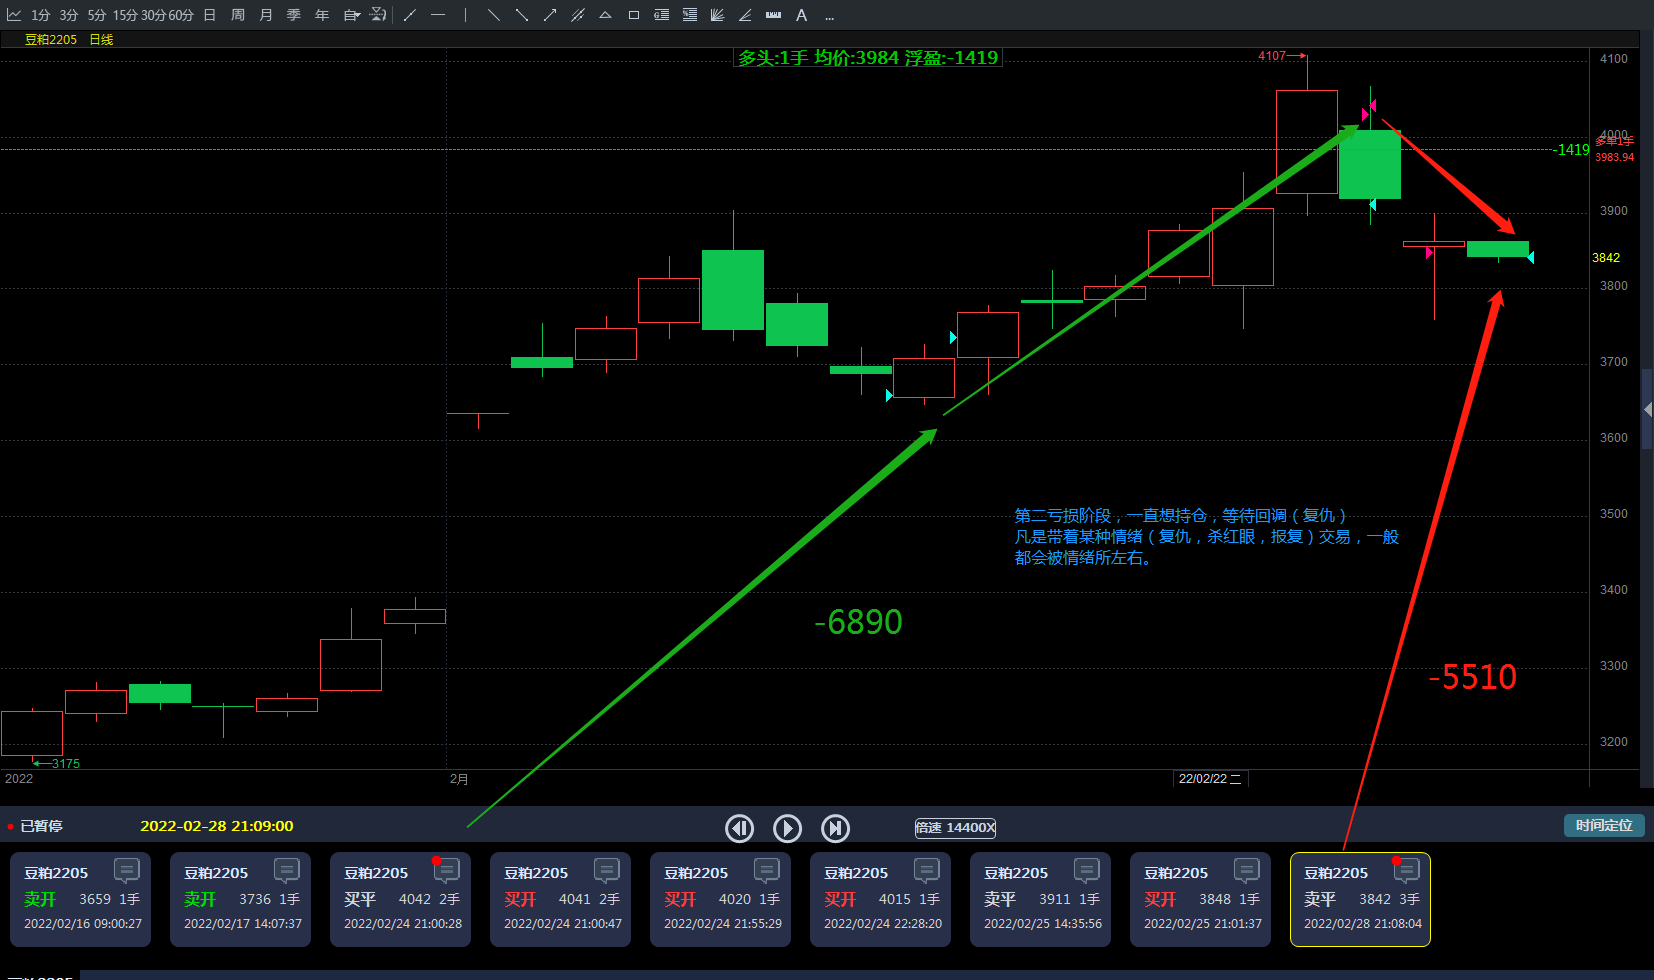 1分 3分 5分 15分 30分 60分 日 周 月 季 年 自 A ...
豆粕2205 日线
多头:1手 均价:3984 浮盈:-1419
4107
4100
4000
多单1手
-1419
3983.94
3900
3842
3800
3700
3600
3500
第二亏损阶段，一直想持仓，等待回调（复仇）
凡是带着某种情绪（复仇，杀红眼，报复）交易，一般
都会被情绪所左右。
3400
-6890
3300
-5510
3200
3175
2022 2月 22/02/22 二
已暂停 2022-02-28 21:09:00 倍速 14400X 时间定位
豆粕2205
卖开 3659 1手
2022/02/16 09:00:27
豆粕2205
卖开 3736 1手
2022/02/17 14:07:37
豆粕2205
买平 4042 2手
2022/02/24 21:00:28
豆粕2205
买开 4041 2手
2022/02/24 21:00:47
豆粕2205
买开 4020 1手
2022/02/24 21:55:29
豆粕2205
买开 4015 1手
2022/02/24 22:28:20
豆粕2205
卖平 3911 1手
2022/02/25 14:35:56
豆粕2205
买开 3848 1手
2022/02/25 21:01:37
豆粕2205
卖平 3842 3手
2022/02/28 21:08:04
豆粕2205